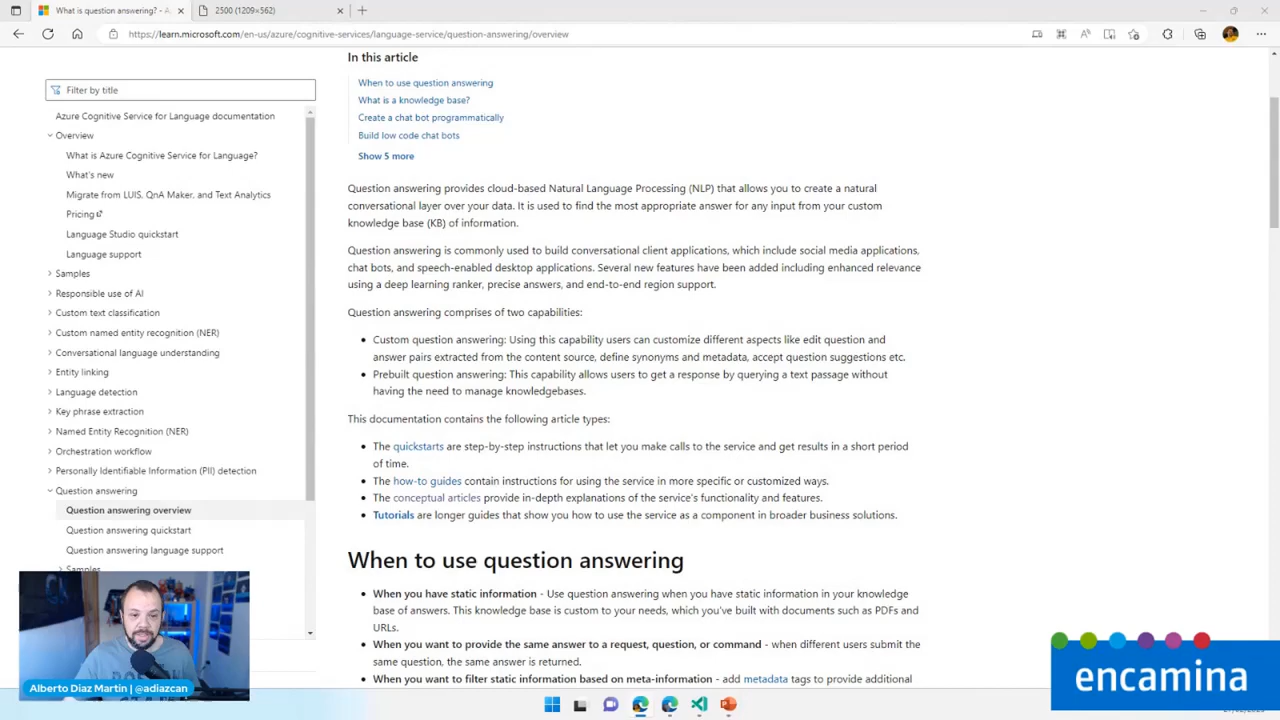 What is question answering? - A
2500 (1209×562)
https://learn.microsoft.com/en-us/azure/cognitive-services/language-service/question-answering/overview
Filter by title
Azure Cognitive Service for Language documentation
Overview
What is Azure Cognitive Service for Language?
What's new
Migrate from LUIS, QnA Maker, and Text Analytics
Pricing
Language Studio quickstart
Language support
Samples
Responsible use of AI
Custom text classification
Custom named entity recognition (NER)
Conversational language understanding
Entity linking
Language detection
Key phrase extraction
Named Entity Recognition (NER)
Orchestration workflow
Personally Identifiable Information (PII) detection
Question answering
Question answering overview
Question answering quickstart
Question answering language support
Samples
In this article
When to use question answering
What is a knowledge base?
Create a chat bot programmatically
Build low code chat bots
Show 5 more
Question answering provides cloud-based Natural Language Processing (NLP) that allows you to create a natural
conversational layer over your data. It is used to find the most appropriate answer for any input from your custom
knowledge base (KB) of information.
Question answering is commonly used to build conversational client applications, which include social media applications,
chat bots, and speech-enabled desktop applications. Several new features have been added including enhanced relevance
using a deep learning ranker, precise answers, and end-to-end region support.
Question answering comprises of two capabilities:
Custom question answering: Using this capability users can customize different aspects like edit question and
answer pairs extracted from the content source, define synonyms and metadata, accept question suggestions etc.
Prebuilt question answering: This capability allows users to get a response by querying a text passage without
having the need to manage knowledgebases.
This documentation contains the following article types:
The quickstarts are step-by-step instructions that let you make calls to the service and get results in a short period
of time.
The how-to guides contain instructions for using the service in more specific or customized ways.
The conceptual articles provide in-depth explanations of the service's functionality and features.
Tutorials are longer guides that show you how to use the service as a component in broader business solutions.
When to use question answering
When you have static information - Use question answering when you have static information in your knowledge
base of answers. This knowledge base is custom to your needs, which you've built with documents such as PDFs and
URLs.
When you want to provide the same answer to a request, question, or command - when different users submit the
same question, the same answer is returned.
When you want to filter static information based on meta-information - add metadata tags to provide additional
Alberto Diaz Martin | @adiazcan
encamina